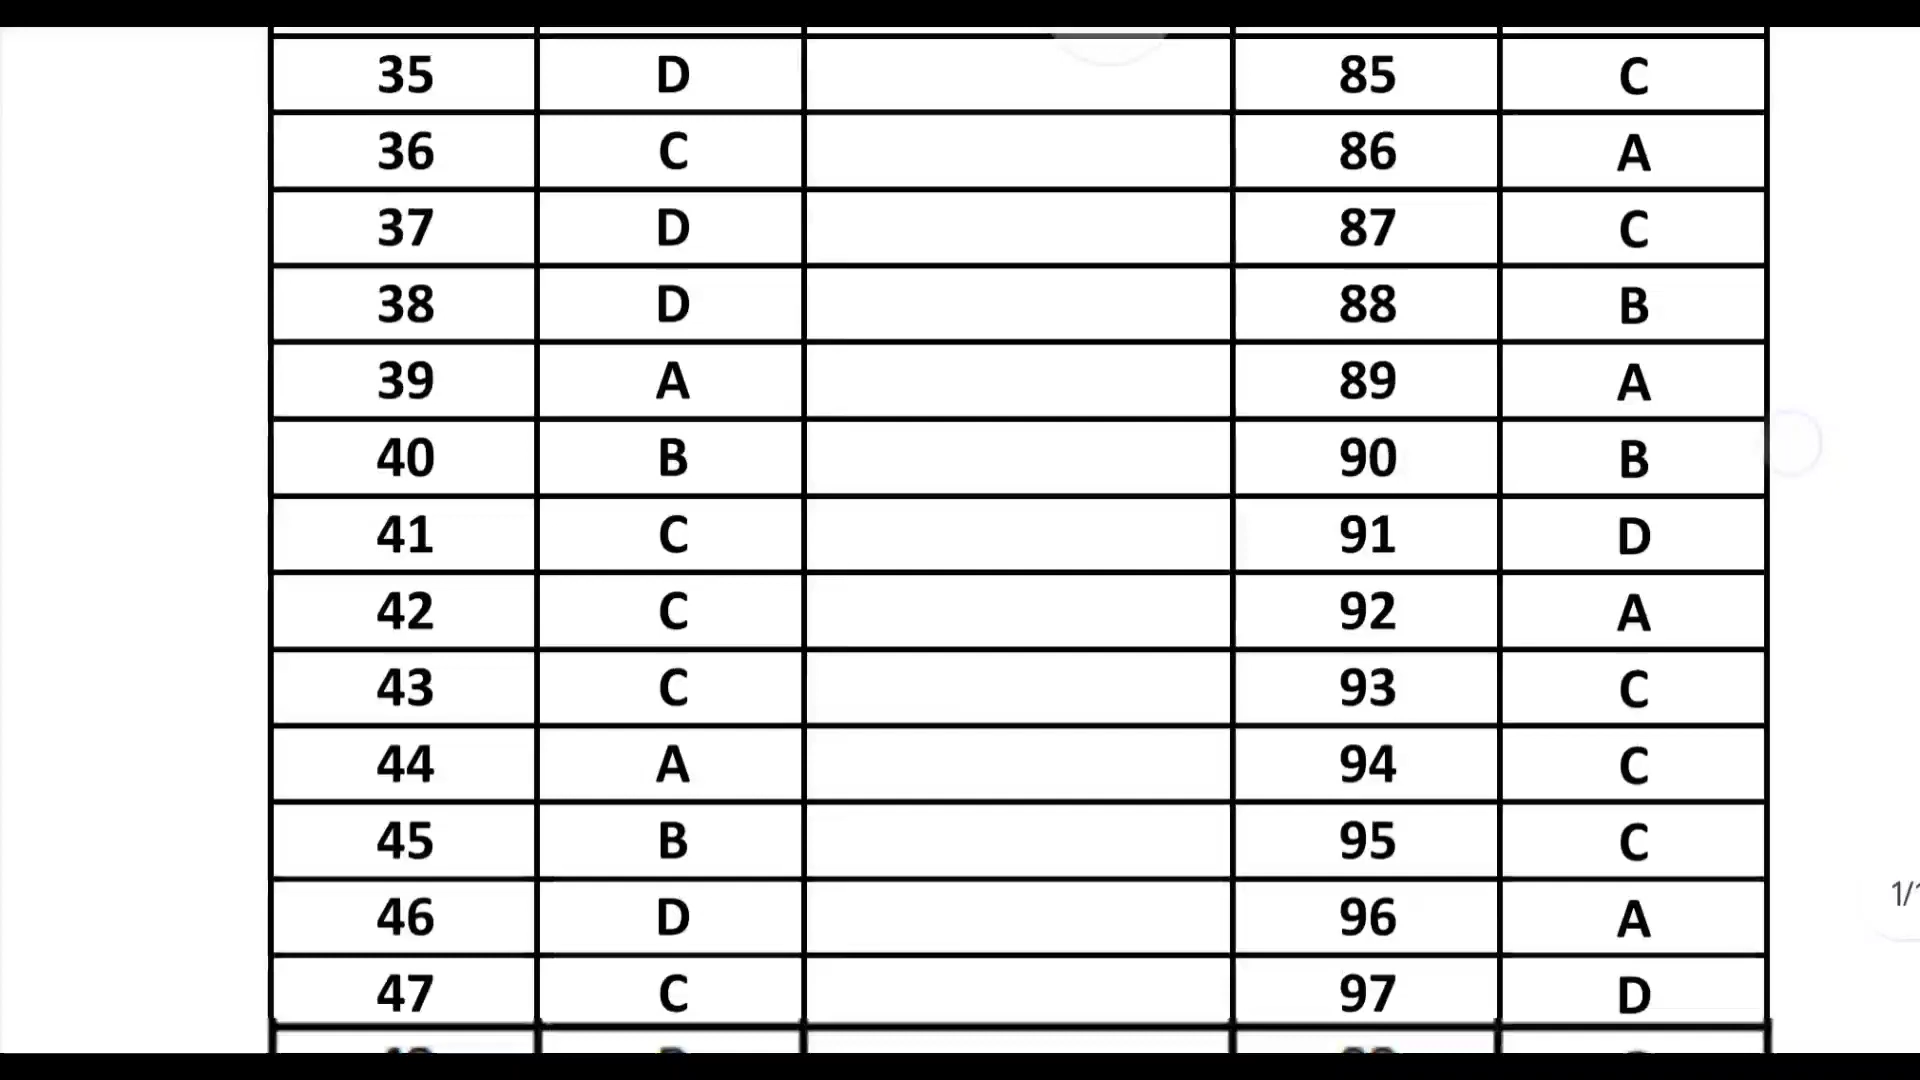 35 D 85 C
36 C 86 A
37 D 87 C
38 D 88 B
39 A 89 A
40 B 90 B
41 C 91 D
42 C 92 A
43 C 93 C
44 A 94 C
45 B 95 C
46 D 96 A
47 C 97 D